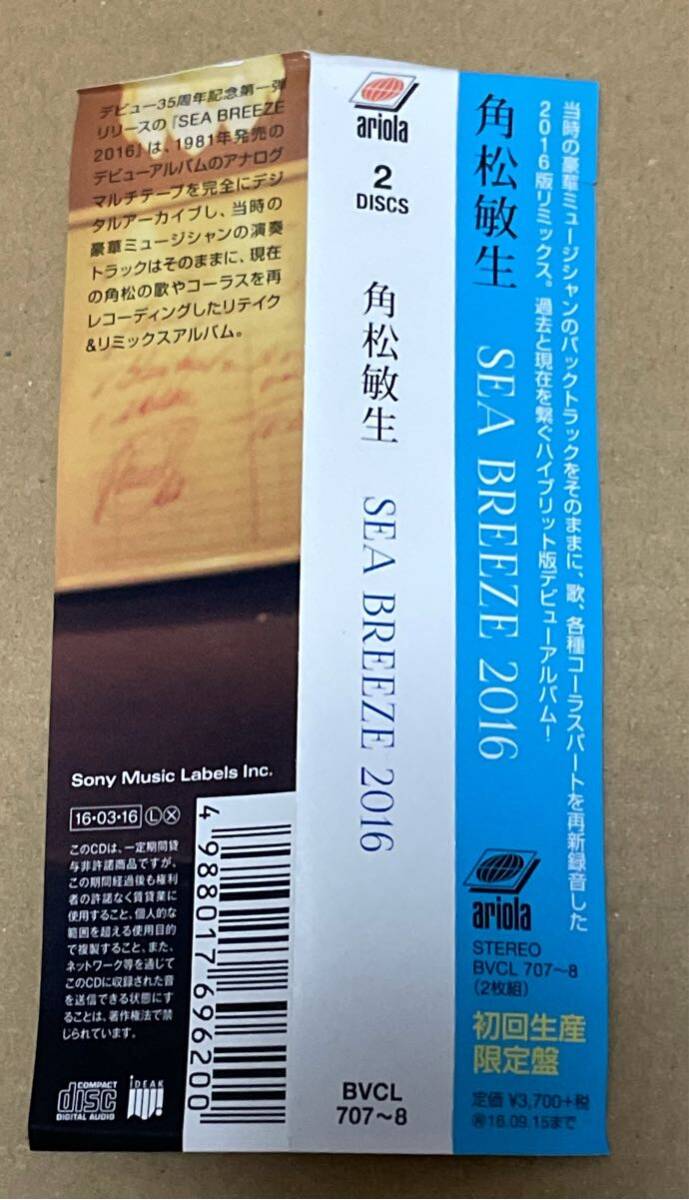 デビュー35周年記念第一弾
リリースの『SEA BREEZE
2016』は、1981年発売の
デビューアルバムのアナログ
マルチテープを完全にデジ
タルアーカイブし、当時の
豪華ミュージシャンの演奏
トラックはそのままに、現在
の角松の歌やコーラスを再
レコーディングしたリテイク
&リミックスアルバム。
Sony Music Labels Inc.
16・03・16 Ⓛ Ⓧ
このCDは、一定期間貸
与非許諾商品ですが、
この期間経過後も権利
者の許諾なく賃貸業に
使用すること、個人的な
範囲を超える使用目的
で複製すること、また、
ネットワーク等を通じて
このCDに収録された音
を送信できる状態にす
ることは、著作権法で禁
じられています。
COMPACT
disc
DIGITAL AUDIO
iDEAK
4 988017 696200
ariola
2
DISCS
角松敏生 SEA BREEZE 2016
BVCL
707〜8
当時の豪華ミュージシャンのバックトラックをそのままに、歌、各種コーラスパートを再新録音した
2016版リミックス。過去と現在を繋ぐハイブリット版デビューアルバム!
角松敏生 SEA BREEZE 2016
ariola
STEREO
BVCL 707〜8
(2枚組)
初回生産
限定盤
定価 ¥3,700+税
㊢16.09.15まで